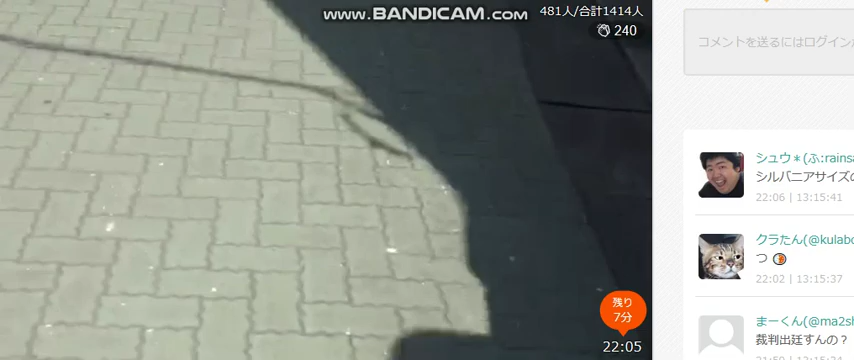 www.BANDICAM.com
481人/合計1414人
240
コメントを送るにはログインが
シュウ*(ふ:rainsa
シルバニアサイズの
22:06 | 13:15:41
クラたん(@kulabo
つ
22:02 | 13:15:37
残り
7分
22:05
まーくん(@ma2sh
裁判出廷すんの?